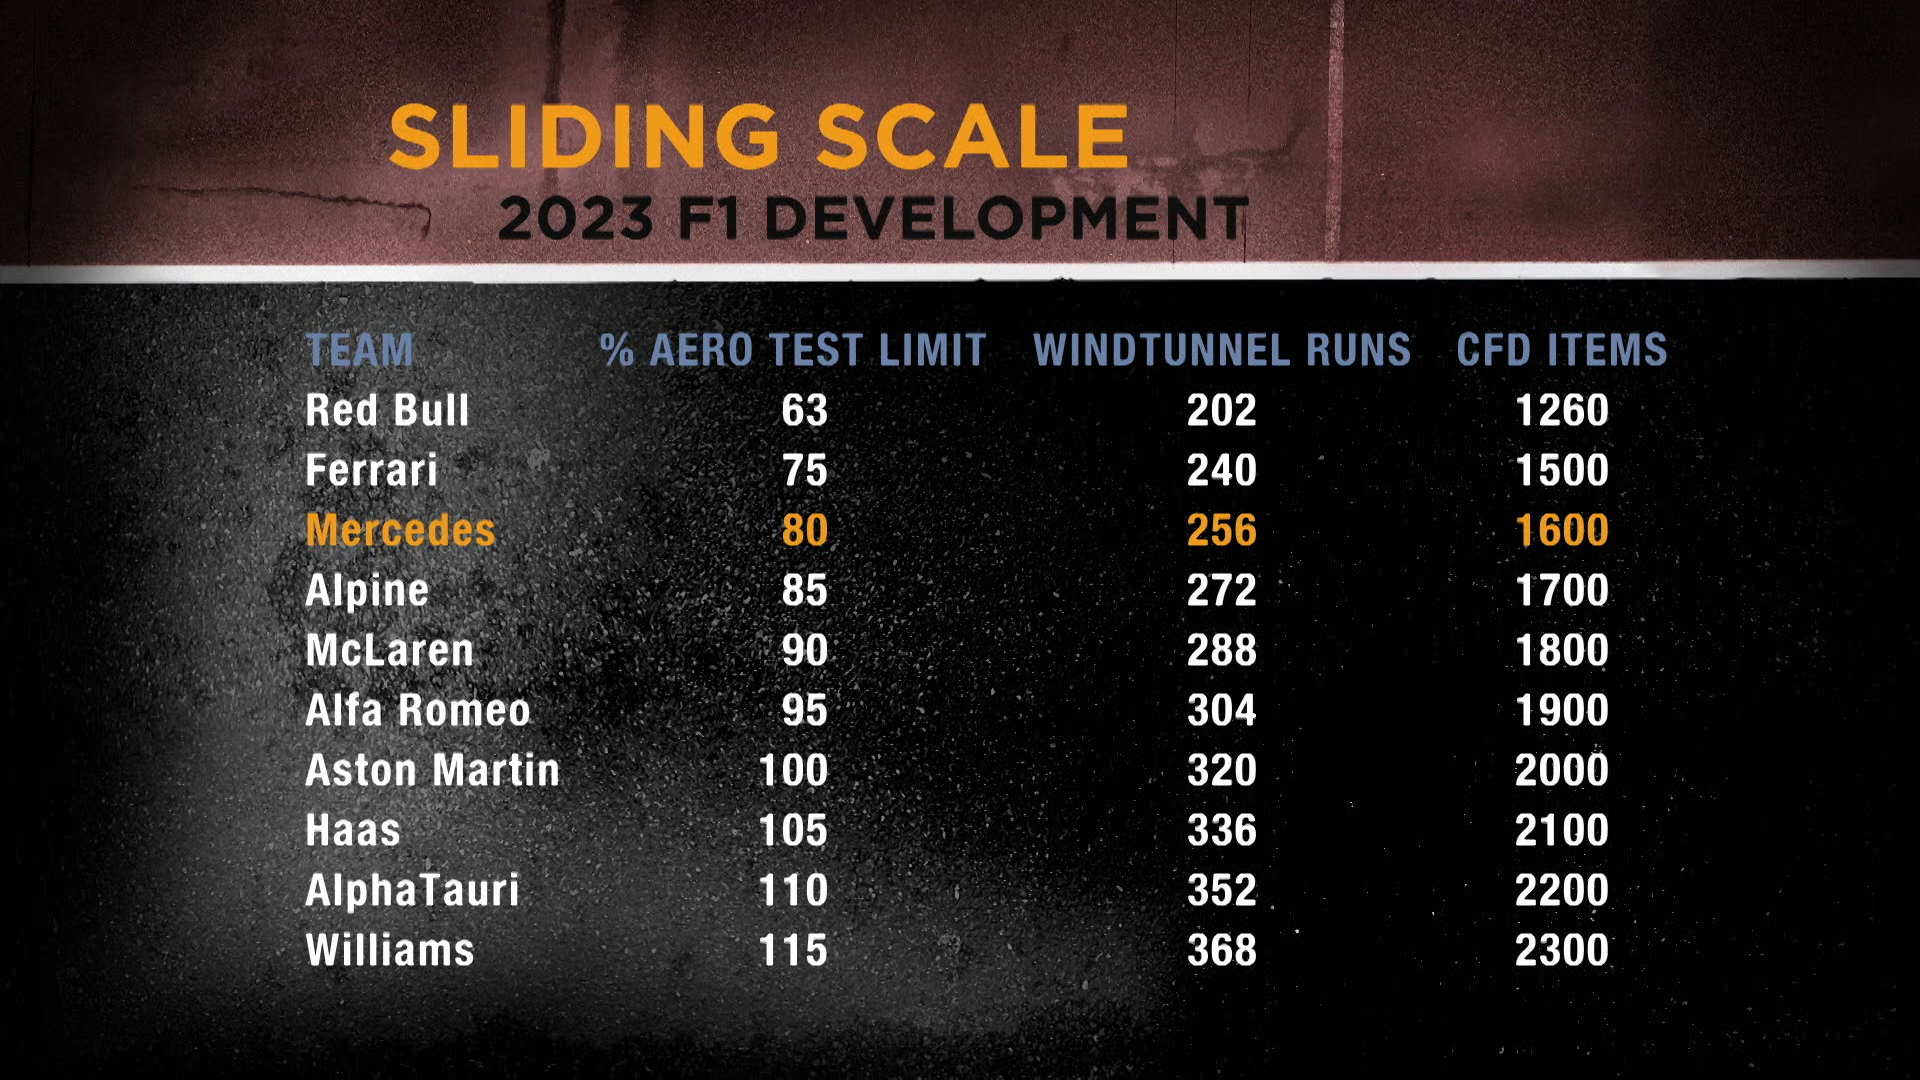 SLIDING SCALE
2023 F1 DEVELOPMENT
TEAM % AERO TEST LIMIT WINDTUNNEL RUNS CFD ITEMS
Red Bull 63 202 1260
Ferrari 75 240 1500
Mercedes 80 256 1600
Alpine 85 272 1700
McLaren 90 288 1800
Alfa Romeo 95 304 1900
Aston Martin 100 320 2000
Haas 105 336 2100
AlphaTauri 110 352 2200
Williams 115 368 2300